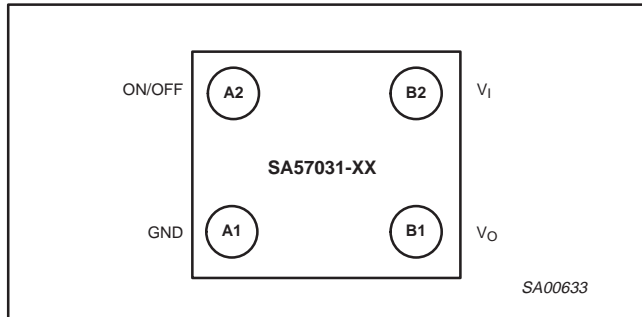 ON/OFF A2 B2 VI
SA57031-XX
GND A1 B1 VO
SA00633